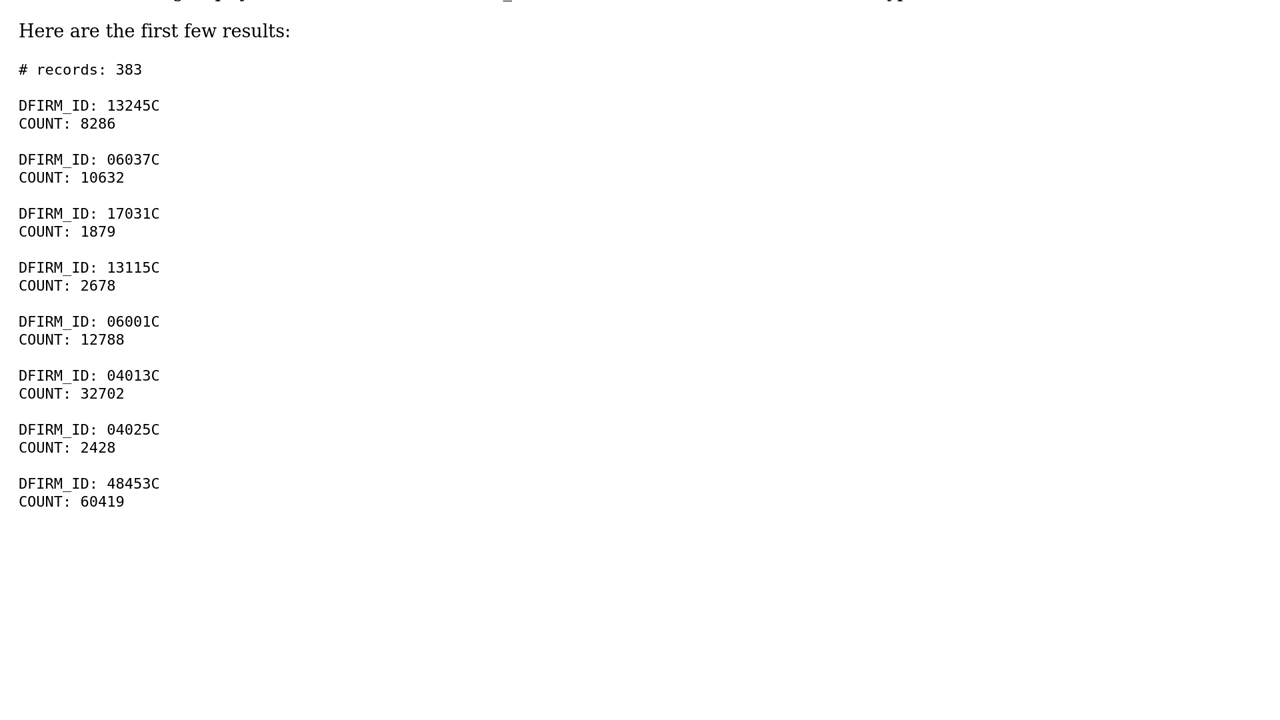 Here are the first few results:
# records: 383
DFIRM_ID: 13245C
COUNT: 8286
DFIRM_ID: 06037C
COUNT: 10632
DFIRM_ID: 17031C
COUNT: 1879
DFIRM_ID: 13115C
COUNT: 2678
DFIRM_ID: 06001C
COUNT: 12788
DFIRM_ID: 04013C
COUNT: 32702
DFIRM_ID: 04025C
COUNT: 2428
DFIRM_ID: 48453C
COUNT: 60419